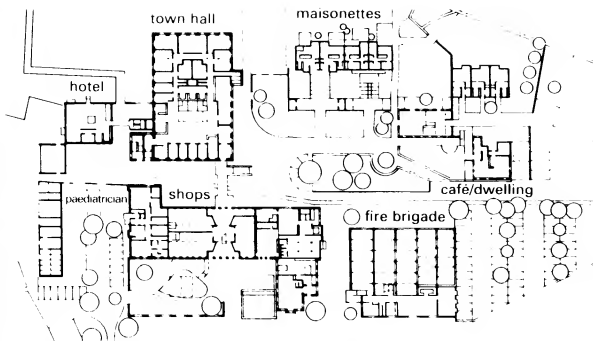 town hall
maisonettes
hotel
paediatrician
shops
café/dwelling
fire brigade